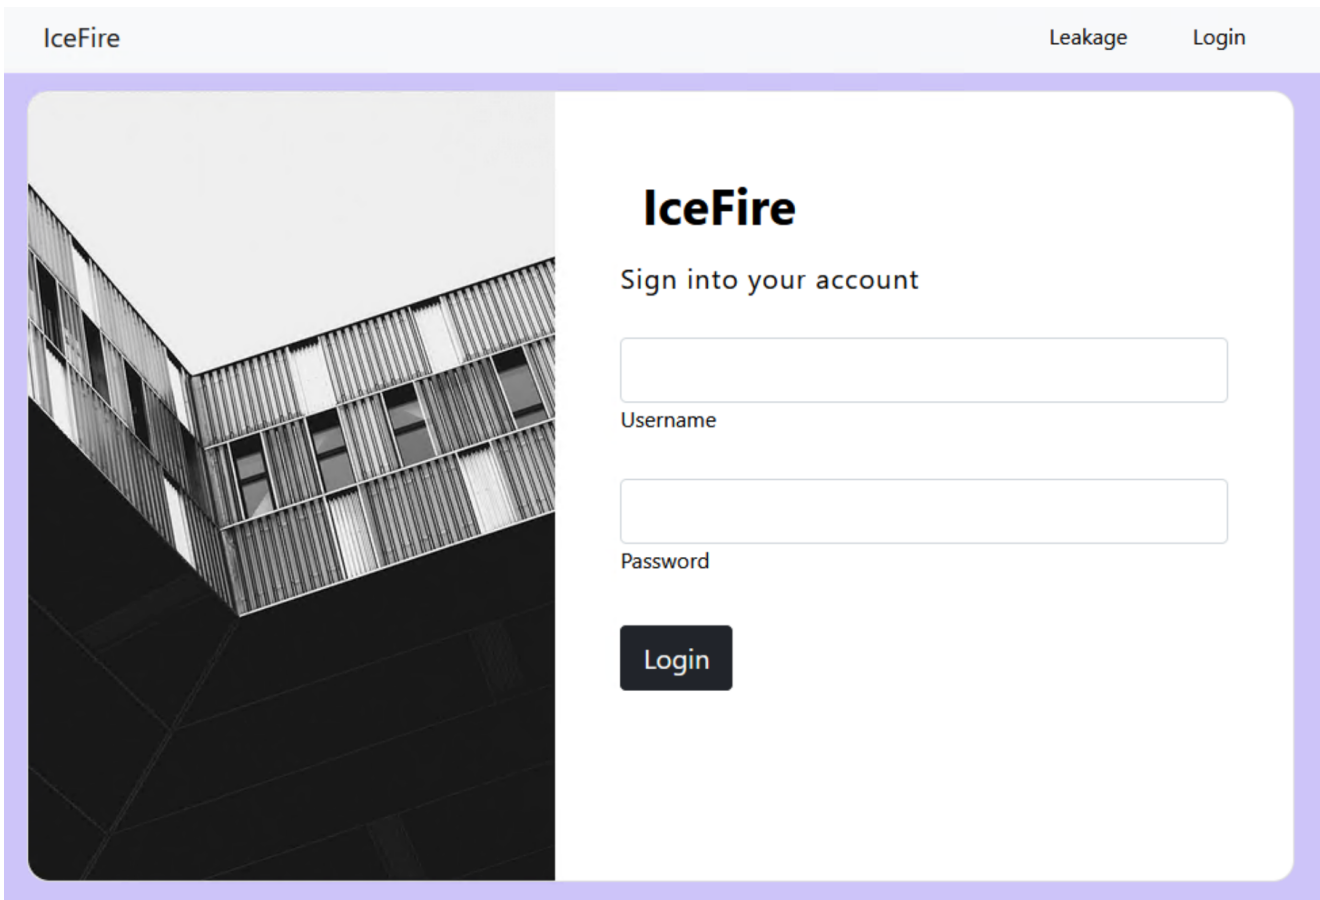 IceFire
Leakage
Login
IceFire
Sign into your account
Username
Password
Login